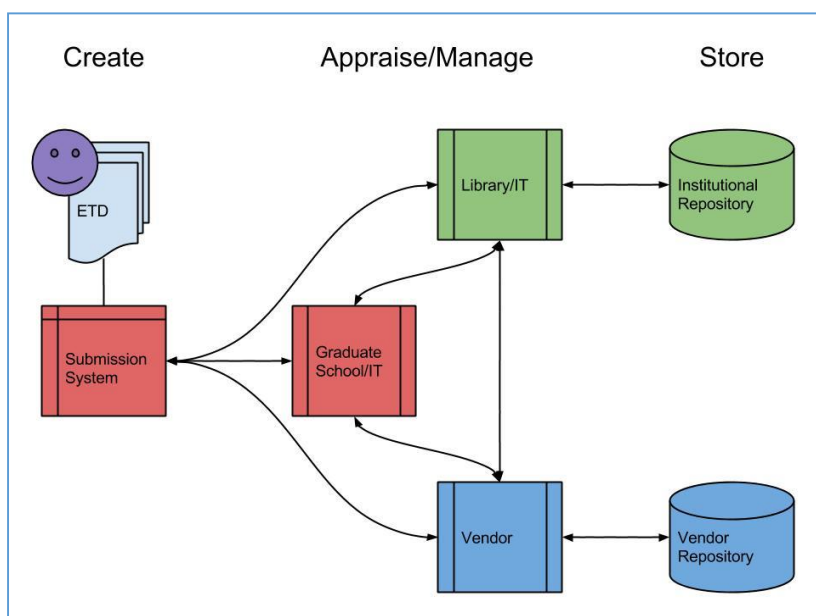 Create
Appraise/Manage
Store
ETD
Library/IT
Institutional
Repository
Submission
System
Graduate
School/IT
Vendor
Vendor
Repository